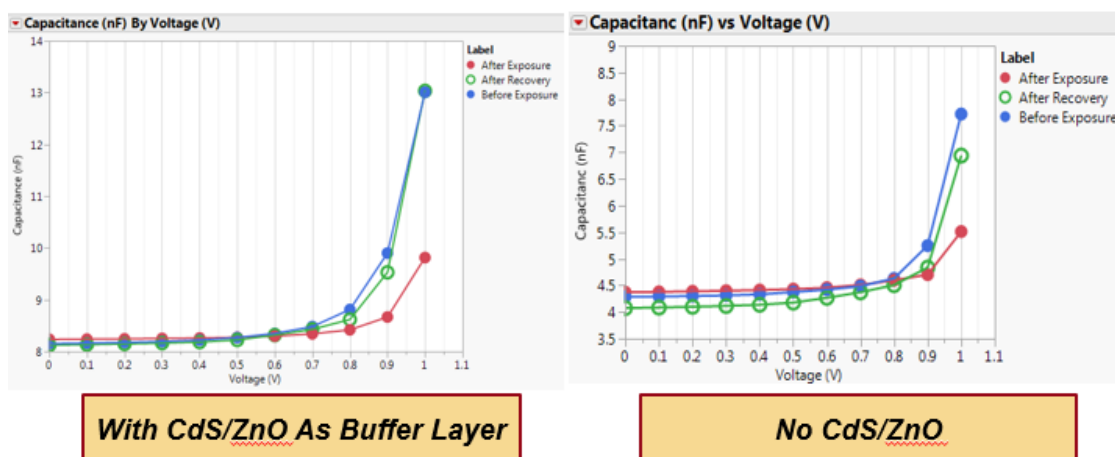 Capacitance (nF) By Voltage (V)
14
13
12
11
10
9
8
Capacitance (nF)
0 0.1 0.2 0.3 0.4 0.5 0.6 0.7 0.8 0.9 1 1.1
Voltage (V)
Label
After Exposure
After Recovery
Before Exposure
With CdS/ZnO As Buffer Layer
Capacitanc (nF) vs Voltage (V)
9
8.5
8
7.5
7
6.5
6
5.5
5
4.5
4
3.5
Capacitanc (nF)
0 0.1 0.2 0.3 0.4 0.5 0.6 0.7 0.8 0.9 1 1.1
Voltage (V)
Label
After Exposure
After Recovery
Before Exposure
No CdS/ZnO